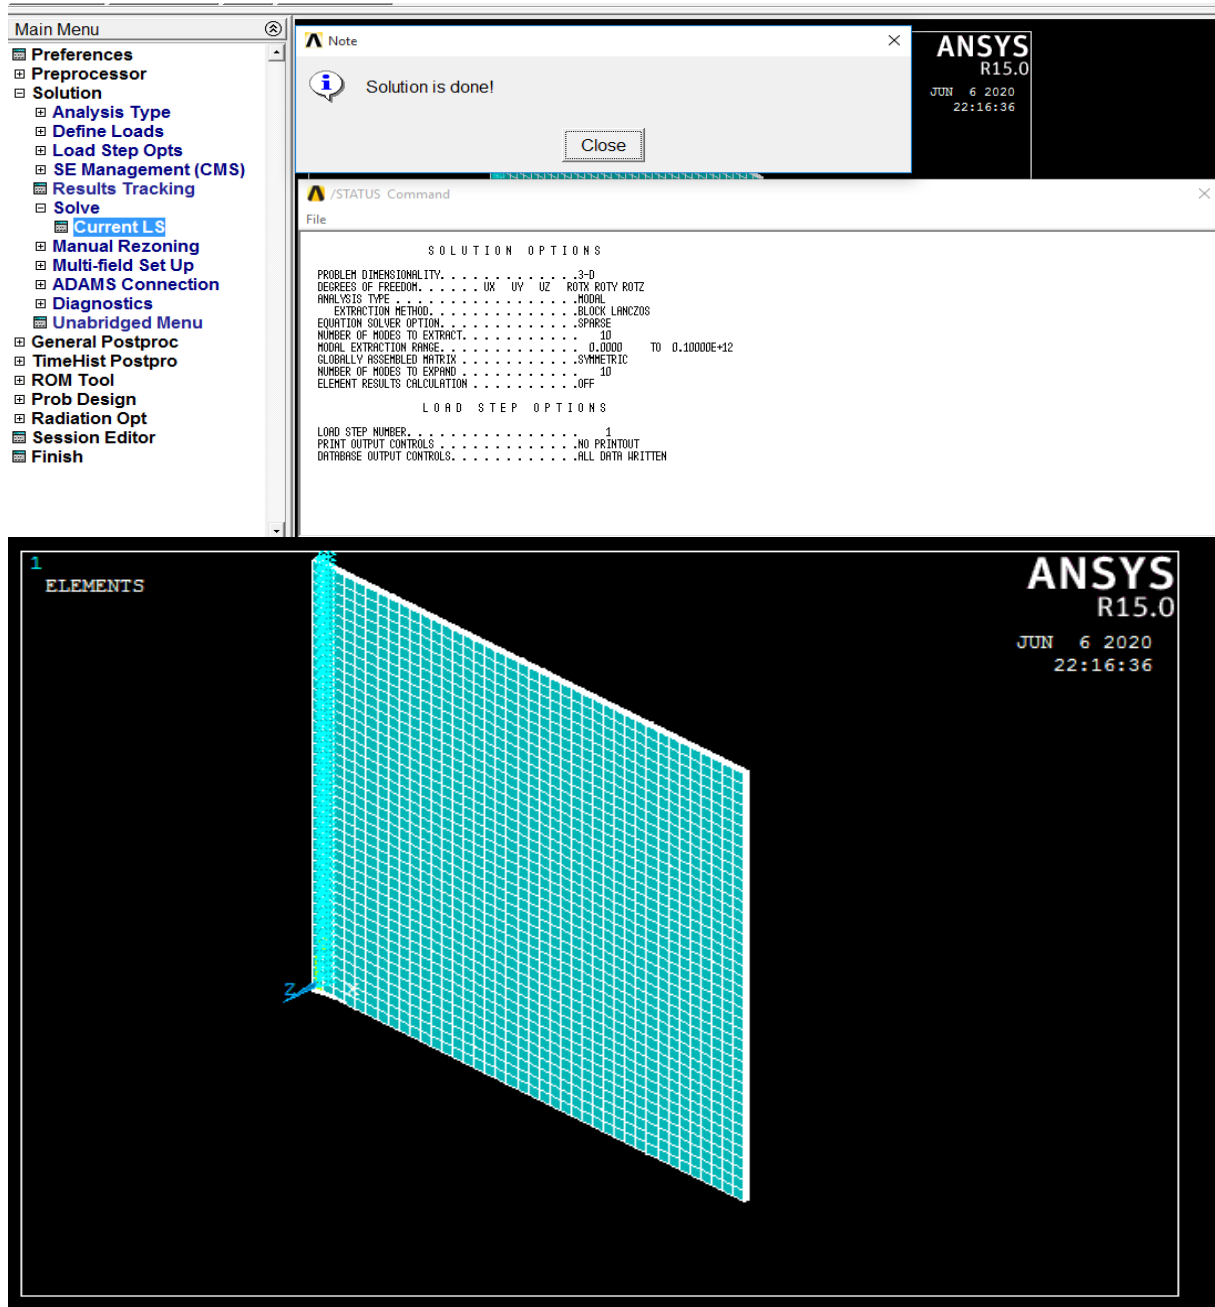 Main Menu
Preferences
Preprocessor
Solution
Analysis Type
Define Loads
Load Step Opts
SE Management (CMS)
Results Tracking
Solve
Current LS
Manual Rezoning
Multi-field Set Up
ADAMS Connection
Diagnostics
Unabridged Menu
General Postproc
TimeHist Postpro
ROM Tool
Prob Design
Radiation Opt
Session Editor
Finish
Note
Solution is done!
Close
ANSYS
R15.0
JUN 6 2020
22:16:36
/STATUS Command
File
SOLUTION OPTIONS
PROBLEM DIMENSIONALITY. . . . . . . . . . . . .3-D
DEGREES OF FREEDOM. . . . . . UX UY UZ ROTX ROTY ROTZ
ANALYSIS TYPE . . . . . . . . . . . . . . . . .MODAL
EXTRACTION METHOD. . . . . . . . . . . . . .BLOCK LANCZOS
EQUATION SOLVER OPTION. . . . . . . . . . . . .SPARSE
NUMBER OF MODES TO EXTRACT. . . . . . . . . . . 10
MODAL EXTRACTION RANGE. . . . . . . . . . . . . 0.0000 TO 0.10000E+12
GLOBALLY ASSEMBLED MATRIX . . . . . . . . . . .SYMMETRIC
NUMBER OF MODES TO EXPAND . . . . . . . . . . . 10
ELEMENT RESULTS CALCULATION . . . . . . . . . .OFF
LOAD STEP OPTIONS
LOAD STEP NUMBER. . . . . . . . . . . . . . . . 1
PRINT OUTPUT CONTROLS . . . . . . . . . . . . .NO PRINTOUT
DATABASE OUTPUT CONTROLS. . . . . . . . . . . .ALL DATA WRITTEN
1
ELEMENTS
ANSYS
R15.0
JUN 6 2020
22:16:36
Z
X